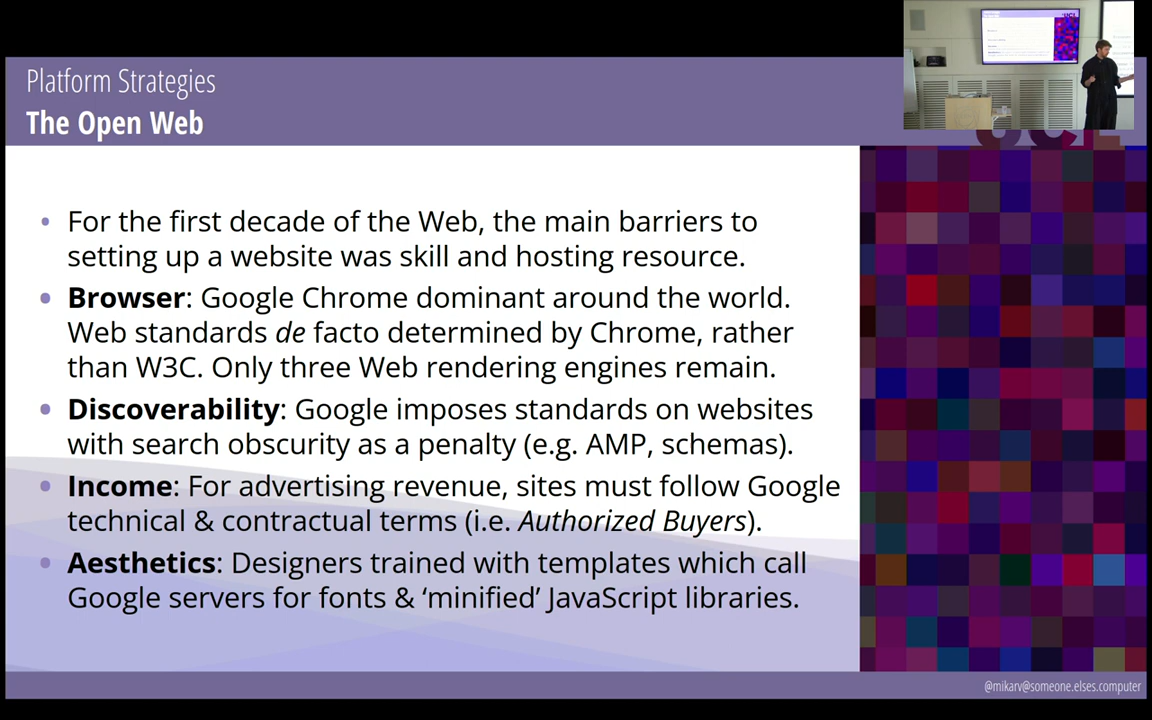 Platform Strategies
The Open Web
UCL
• For the first decade of the Web, the main barriers to
setting up a website was skill and hosting resource.
• Browser: Google Chrome dominant around the world.
Web standards de facto determined by Chrome, rather
than W3C. Only three Web rendering engines remain.
• Discoverability: Google imposes standards on websites
with search obscurity as a penalty (e.g. AMP, schemas).
• Income: For advertising revenue, sites must follow Google
technical & contractual terms (i.e. Authorized Buyers).
• Aesthetics: Designers trained with templates which call
Google servers for fonts & ‘minified’ JavaScript libraries.
@mikarv@someone.elses.computer